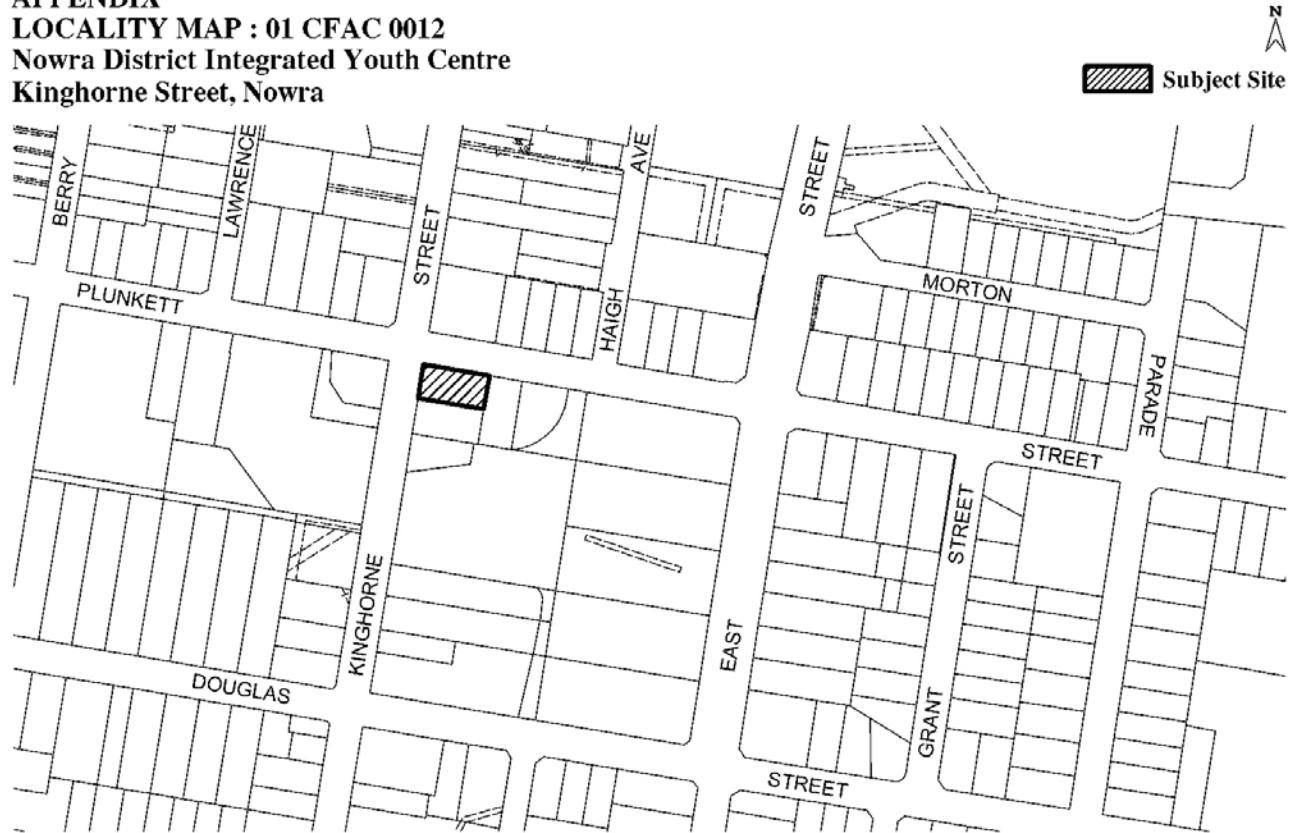 APPENDIX
LOCALITY MAP : 01 CFAC 0012
Nowra District Integrated Youth Centre
Kinghorne Street, Nowra
N
Subject Site
BERRY
LAWRENCE
STREET
AVE
STREET
PLUNKETT
HAIGH
MORTON
PARADE
STREET
STREET
KINGHORNE
EAST
DOUGLAS
GRANT
STREET